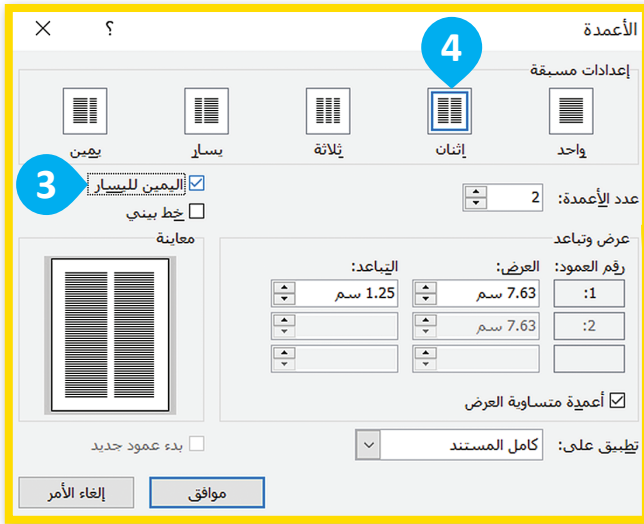 الأعمدة ؟
4
إعدادات مسبقة
واحد إثنان ثلاثة يسار يمين
3 اليمين لليسار
عدد الأعمدة: 2
خط بيني
عرض وتباعد معاينة
رقم العمود: العرض: التباعد:
1: 7.63 سم 1.25 سم
2: 7.63 سم
أعمدة متساوية العرض
تطبيق على: كامل المستند بدء عمود جديد
موافق إلغاء الأمر